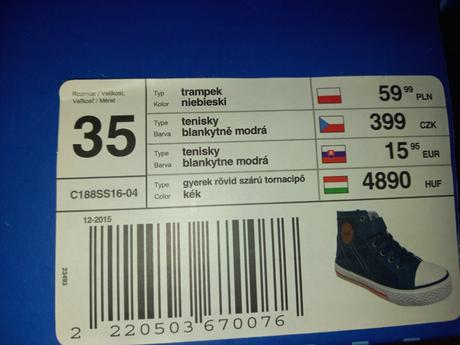 Rozmiar / Velikost,
Veľkosť / Méret
35
C188SS16-04
Typ trampek
Kolor niebieski
59 99 PLN
Type tenisky
Barva blankytně modrá
399 CZK
Type tenisky
Barva blankytne modrá
15 95 EUR
Type gyerek rövid szárú tornacipő
Color kék
4890 HUF
12-2015
23493
2 220503 670076